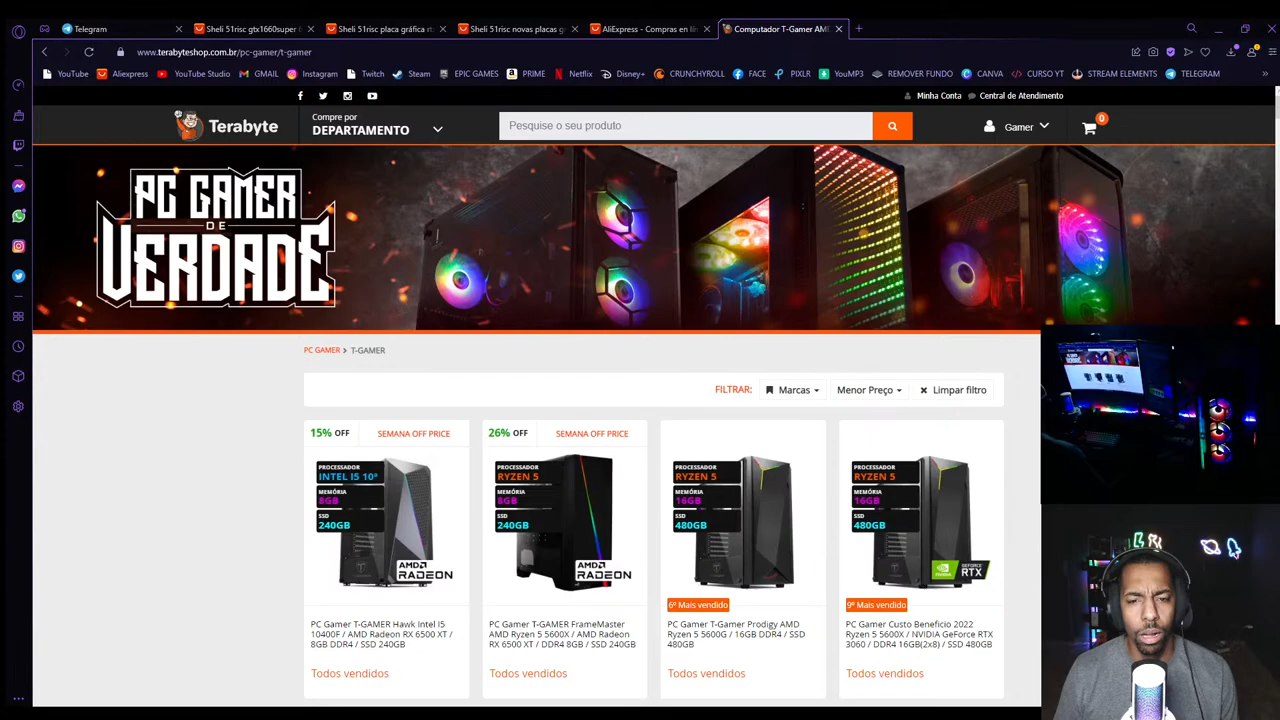 Telegram
Sheli 51risc gtx1660super f
Sheli 51risc placa gráfica rt
Sheli 51risc novas placas g
AliExpress - Compras en lí
Computador T-Gamer AM
www.terabyteshop.com.br/pc-gamer/t-gamer
YouTube
Aliexpress
YouTube Studio
GMAIL
Instagram
Twitch
Steam
EPIC GAMES
PRIME
Netflix
Disney+
CRUNCHYROLL
FACE
PIXLR
YouMP3
REMOVER FUNDO
CANVA
CURSO YT
STREAM ELEMENTS
TELEGRAM
Minha Conta
Central de Atendimento
Terabyte
Compre por
DEPARTAMENTO
Pesquise o seu produto
Gamer
0
PC GAMER
DE
VERDADE
PC GAMER > T-GAMER
FILTRAR:
Marcas
Menor Preço
Limpar filtro
15% OFF
SEMANA OFF PRICE
PROCESSADOR
INTEL I5 10ª
MEMÓRIA
8GB
SSD
240GB
AMD
RADEON
PC Gamer T-GAMER Hawk Intel I5
10400F / AMD Radeon RX 6500 XT /
8GB DDR4 / SSD 240GB
Todos vendidos
26% OFF
SEMANA OFF PRICE
PROCESSADOR
RYZEN 5
MEMÓRIA
8GB
SSD
240GB
AMD
RADEON
PC Gamer T-GAMER FrameMaster
AMD Ryzen 5 5600X / AMD Radeon
RX 6500 XT / DDR4 8GB / SSD 240GB
Todos vendidos
PROCESSADOR
RYZEN 5
MEMÓRIA
16GB
SSD
480GB
6º Mais vendido
PC Gamer T-Gamer Prodigy AMD
Ryzen 5 5600G / 16GB DDR4 / SSD
480GB
Todos vendidos
PROCESSADOR
RYZEN 5
MEMÓRIA
16GB
SSD
480GB
NVIDIA
GEFORCE
RTX
9º Mais vendido
PC Gamer Custo Beneficio 2022
Ryzen 5 5600X / NVIDIA GeForce RTX
3060 / DDR4 16GB(2x8) / SSD 480GB
Todos vendidos